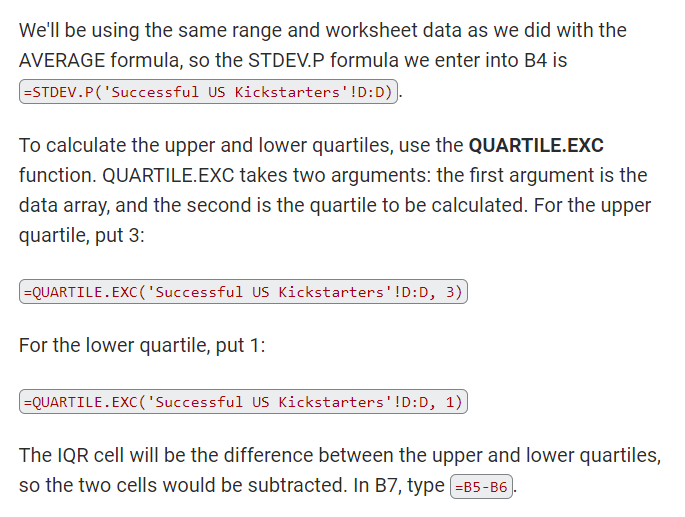 We'll be using the same range and worksheet data as we did with the
AVERAGE formula, so the STDEV.P formula we enter into B4 is
=STDEV.P('Successful US Kickstarters'!D:D).
To calculate the upper and lower quartiles, use the QUARTILE.EXC
function. QUARTILE.EXC takes two arguments: the first argument is the
data array, and the second is the quartile to be calculated. For the upper
quartile, put 3:
=QUARTILE.EXC('Successful US Kickstarters'!D:D, 3)
For the lower quartile, put 1:
=QUARTILE.EXC('Successful US Kickstarters'!D:D, 1)
The IQR cell will be the difference between the upper and lower quartiles,
so the two cells would be subtracted. In B7, type =B5-B6.